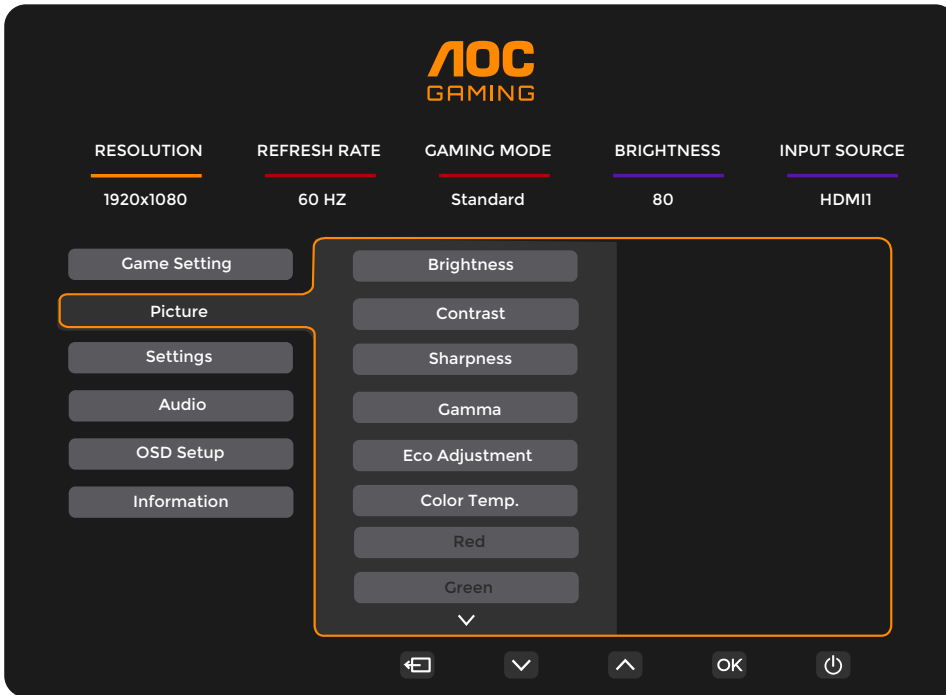 AOC
GAMING
RESOLUTION REFRESH RATE GAMING MODE BRIGHTNESS INPUT SOURCE
1920x1080 60 HZ Standard 80 HDMI1
Game Setting
Picture
Settings
Audio
OSD Setup
Information
Brightness
Contrast
Sharpness
Gamma
Eco Adjustment
Color Temp.
Red
Green
OK